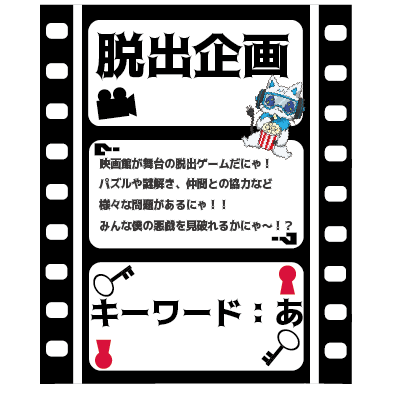 脱出企画
映画館が舞台の脱出ゲームだにゃ！
パズルや謎解き、仲間との協力など
様々な問題があるにゃ！！
みんな僕の悪戯を見破れるかにゃ～！？
キーワード：あ